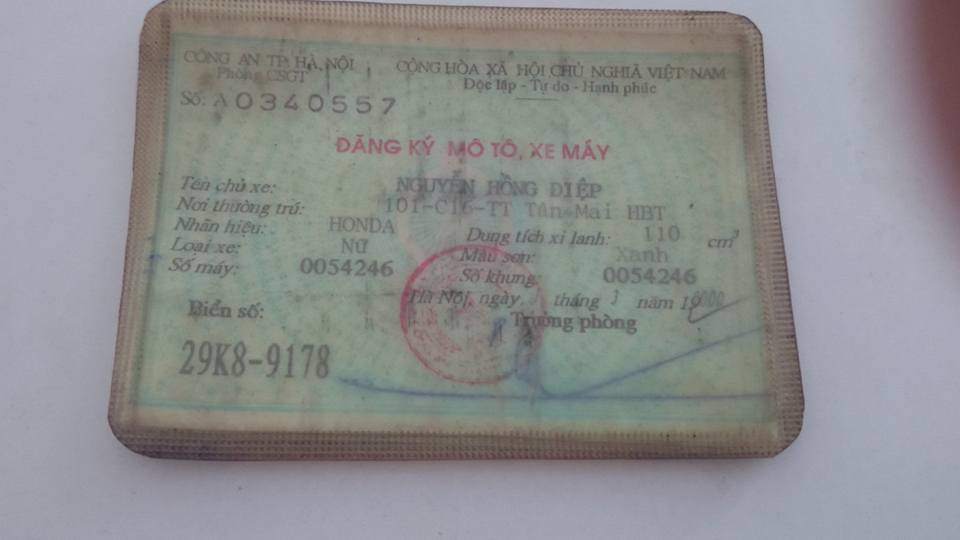 CÔNG AN TP. HÀ NỘI
Phòng CSGT
CỘNG HÒA XÃ HỘI CHỦ NGHĨA VIỆT NAM
Độc lập - Tự do - Hạnh phúc
Số: A 0340557
ĐĂNG KÝ MÔ TÔ, XE MÁY
Tên chủ xe: NGUYỄN HỒNG DIỆP
Nơi thường trú: 101-C16-TT Tân Mai HBT
Nhãn hiệu: HONDA Dung tích xi lanh: 110 cm³
Loại xe: Nữ Màu sơn: Xanh
Số máy: 0054246 Số khung: 0054246
Hà Nội, ngày tháng năm
Biển số: Trưởng phòng
29K8-9178